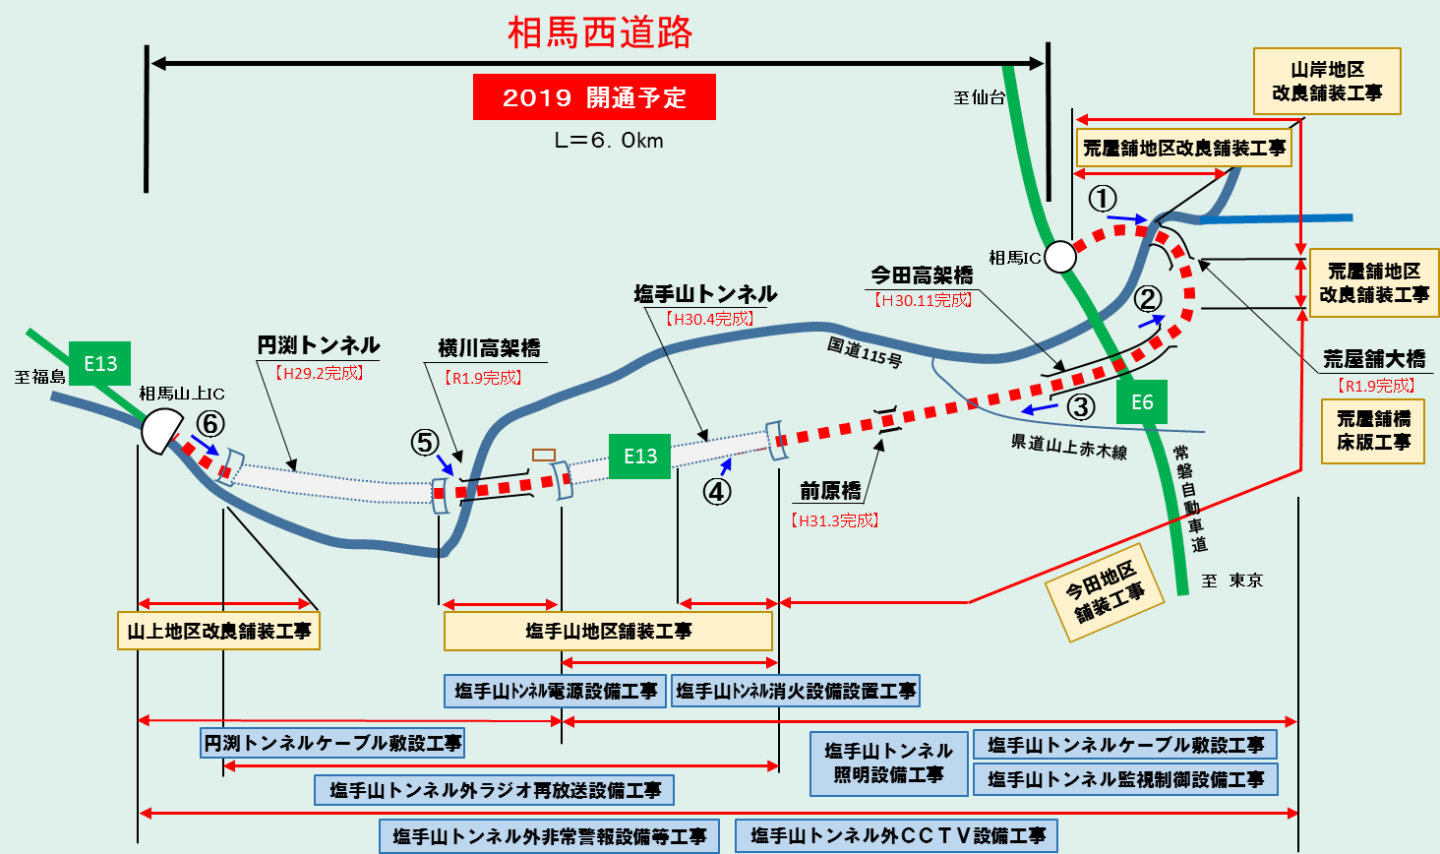 相馬西道路
2019 開通予定
L=6. 0km
至仙台
山岸地区
改良舗装工事
荒屋舗地区改良舗装工事
①
相馬IC
荒屋舗地区
改良舗装工事
今田高架橋
【H30.11完成】
②
塩手山トンネル
【H30.4完成】
国道115号
円渕トンネル
【H29.2完成】
横川高架橋
【R1.9完成】
荒屋舗大橋
【R1.9完成】
E13
至福島
相馬山上IC
⑥
⑤
E13
④
③
E6
荒屋舗橋
床版工事
県道山上赤木線
前原橋
【H31.3完成】
常磐自動車道
至 東京
今田地区
舗装工事
山上地区改良舗装工事
塩手山地区舗装工事
塩手山トンネル電源設備工事
塩手山トンネル消火設備設置工事
円渕トンネルケーブル敷設工事
塩手山トンネル
照明設備工事
塩手山トンネルケーブル敷設工事
塩手山トンネル監視制御設備工事
塩手山トンネル外ラジオ再放送設備工事
塩手山トンネル外非常警報設備等工事
塩手山トンネル外CCTV設備工事